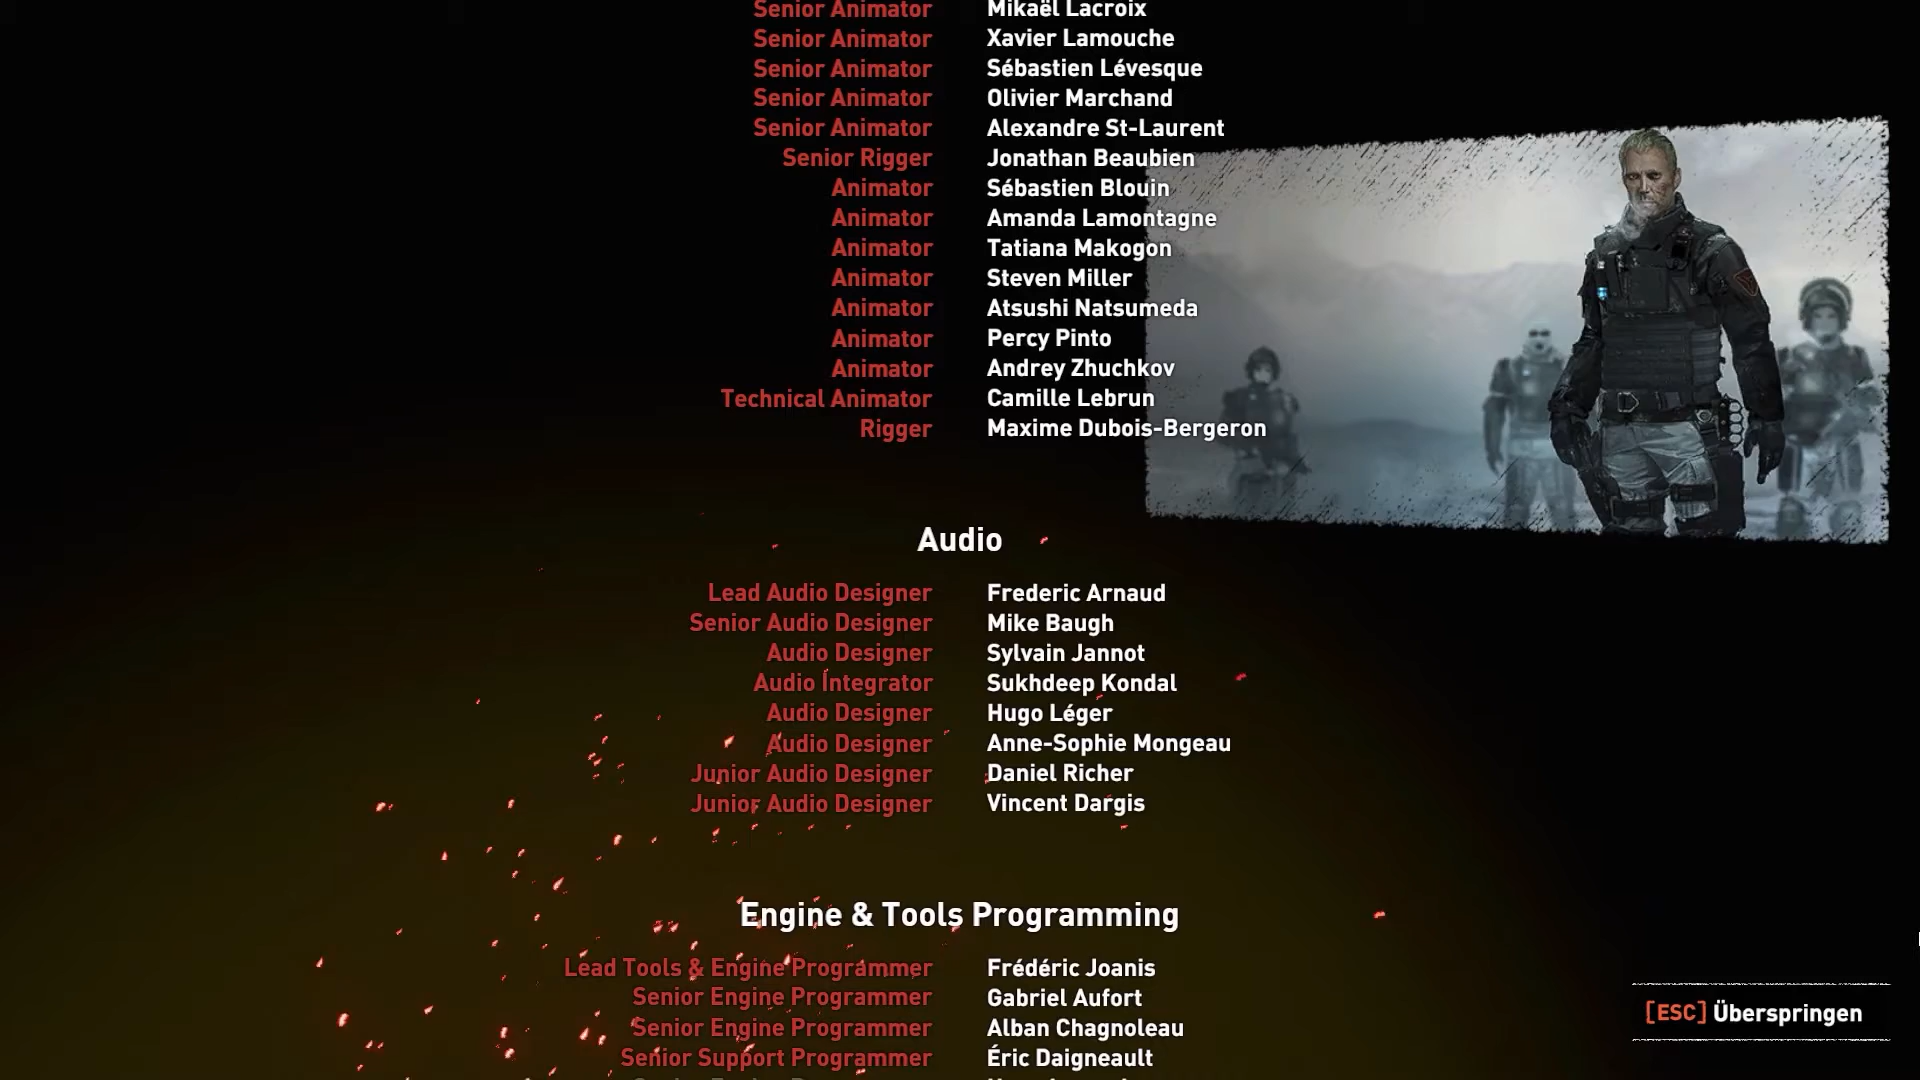 Senior Animator Mikaël Lacroix
Senior Animator Xavier Lamouche
Senior Animator Sébastien Lévesque
Senior Animator Olivier Marchand
Senior Animator Alexandre St-Laurent
Senior Rigger Jonathan Beaubien
Animator Sébastien Blouin
Animator Amanda Lamontagne
Animator Tatiana Makogon
Animator Steven Miller
Animator Atsushi Natsumeda
Animator Percy Pinto
Animator Andrey Zhuchkov
Technical Animator Camille Lebrun
Rigger Maxime Dubois-Bergeron
Audio
Lead Audio Designer Frederic Arnaud
Senior Audio Designer Mike Baugh
Audio Designer Sylvain Jannot
Audio Integrator Sukhdeep Kondal
Audio Designer Hugo Léger
Audio Designer Anne-Sophie Mongeau
Junior Audio Designer Daniel Richer
Junior Audio Designer Vincent Dargis
Engine & Tools Programming
Lead Tools & Engine Programmer Frédéric Joanis
Senior Engine Programmer Gabriel Aufort
Senior Engine Programmer Alban Chagnoleau
Senior Support Programmer Éric Daigneault
[ESC] Überspringen